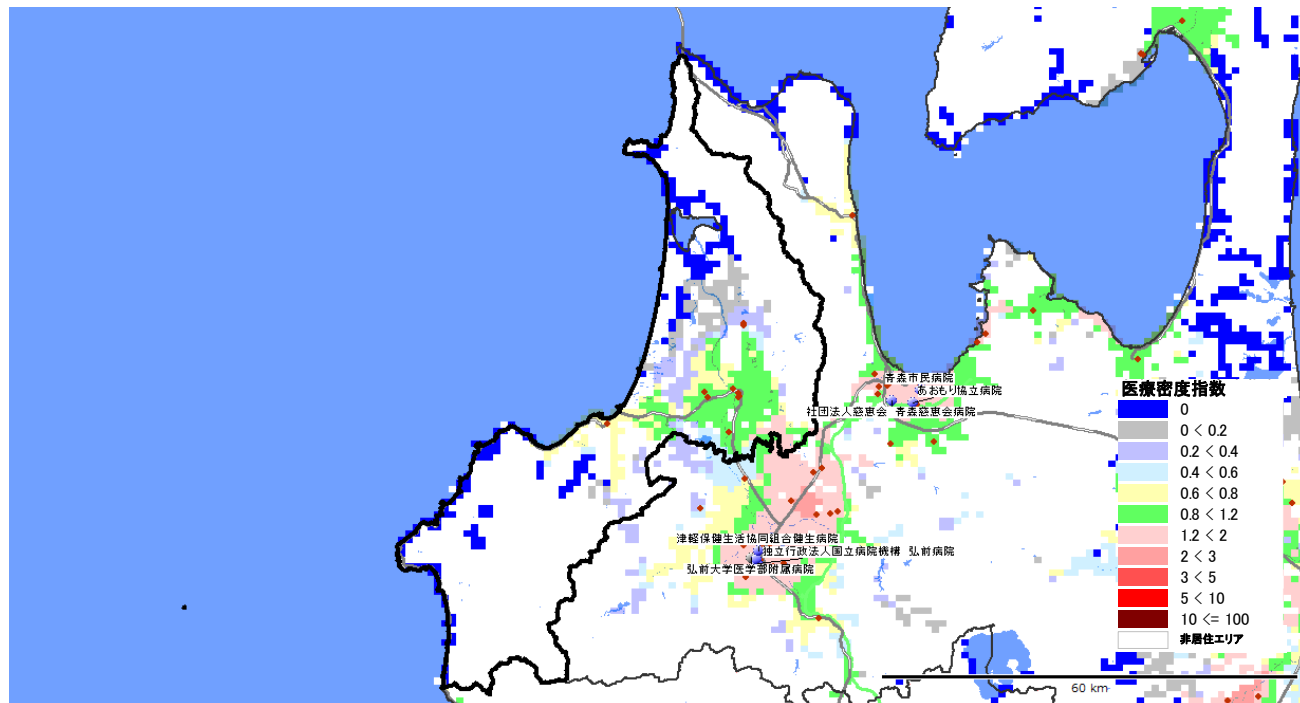 青森市民病院
あおもり協立病院
社団法人慈恵会 青森慈恵会病院
津軽保健生活協同組合健生病院
独立行政法人国立病院機構 弘前病院
弘前大学医学部附属病院
医療密度指数
0
0 < 0.2
0.2 < 0.4
0.4 < 0.6
0.6 < 0.8
0.8 < 1.2
1.2 < 2
2 < 3
3 < 5
5 < 10
10 <= 100
非居住エリア
60 km